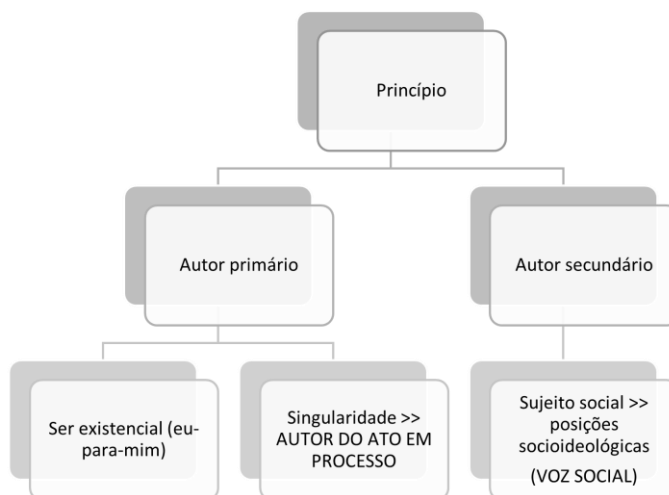 Princípio
Autor primário
Autor secundário
Ser existencial (eu-
para-mim)
Singularidade >>
AUTOR DO ATO EM
PROCESSO
Sujeito social >>
posições
socioideológicas
(VOZ SOCIAL)